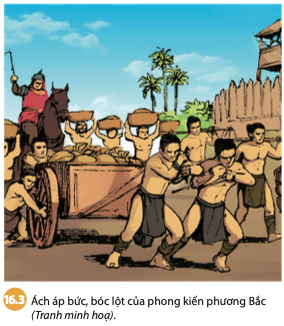 16.3 Ách áp bức, bóc lột của phong kiến phương Bắc
(Tranh minh hoạ).